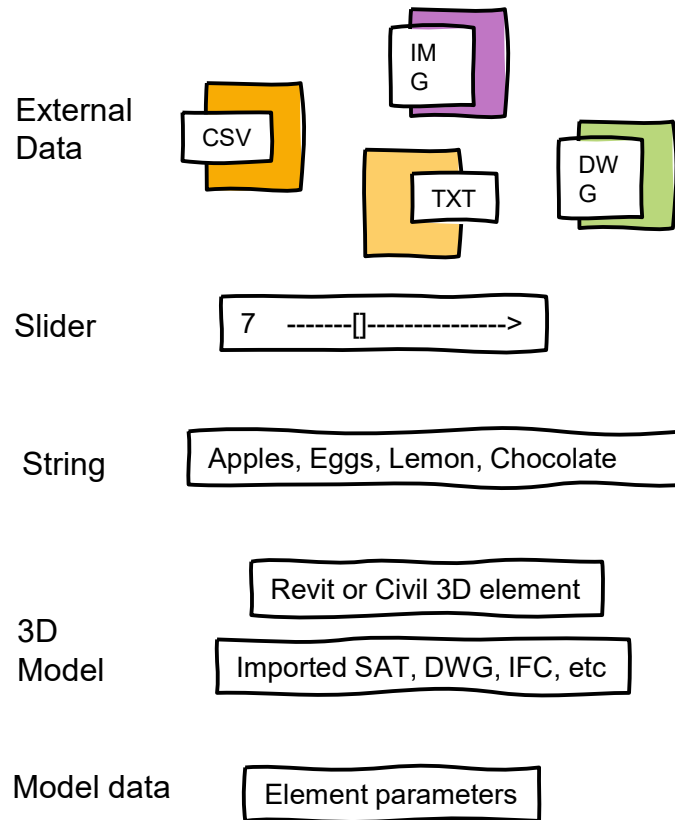 IM
G
External
Data
CSV
DW
G
TXT
Slider
7 -------[]--------------->
String
Apples, Eggs, Lemon, Chocolate
Revit or Civil 3D element
3D
Model
Imported SAT, DWG, IFC, etc
Model data
Element parameters